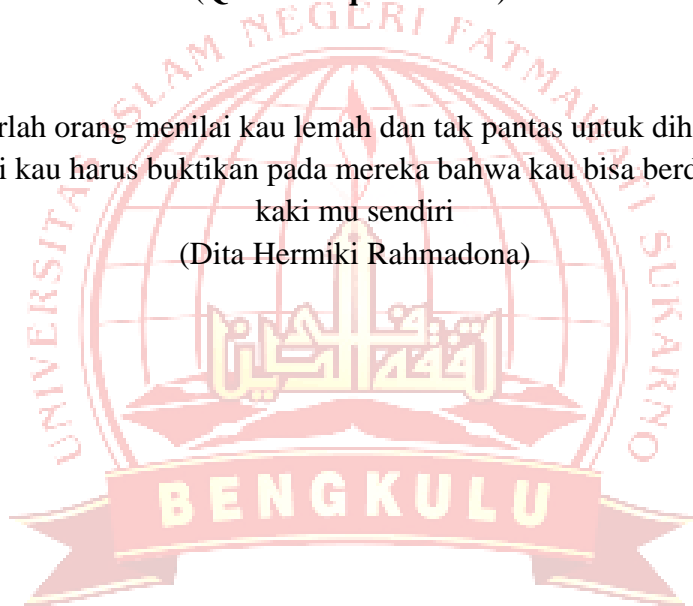 rlah orang menilai kau lemah dan tak pantas untuk dih
i kau harus buktikan pada mereka bahwa kau bisa berd
kaki mu sendiri
(Dita Hermiki Rahmadona)
UNIVERSITAS ISLAM NEGERI FATMAWATI SUKARNO
BENGKULU